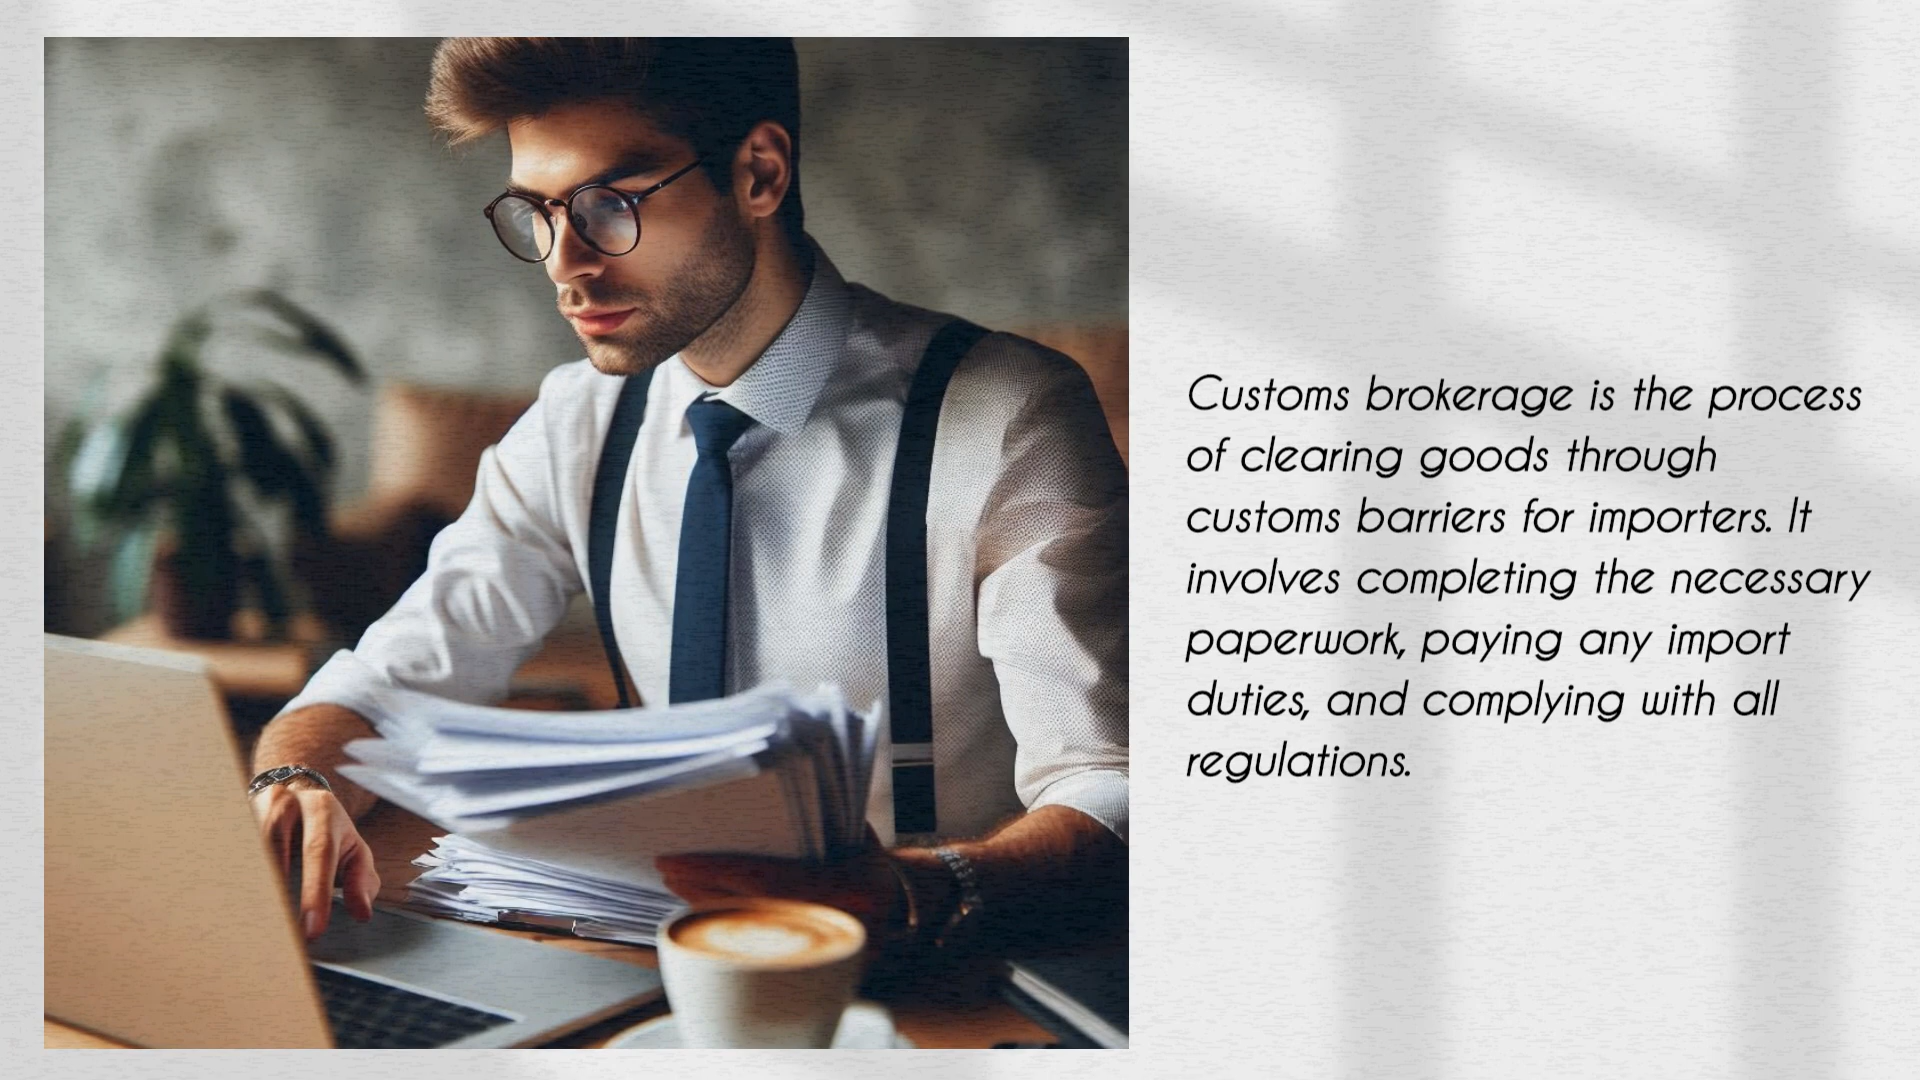 Customs brokerage is the process
of clearing goods through
customs barriers for importers. It
involves completing the necessary
paperwork, paying any import
duties, and complying with all
regulations.